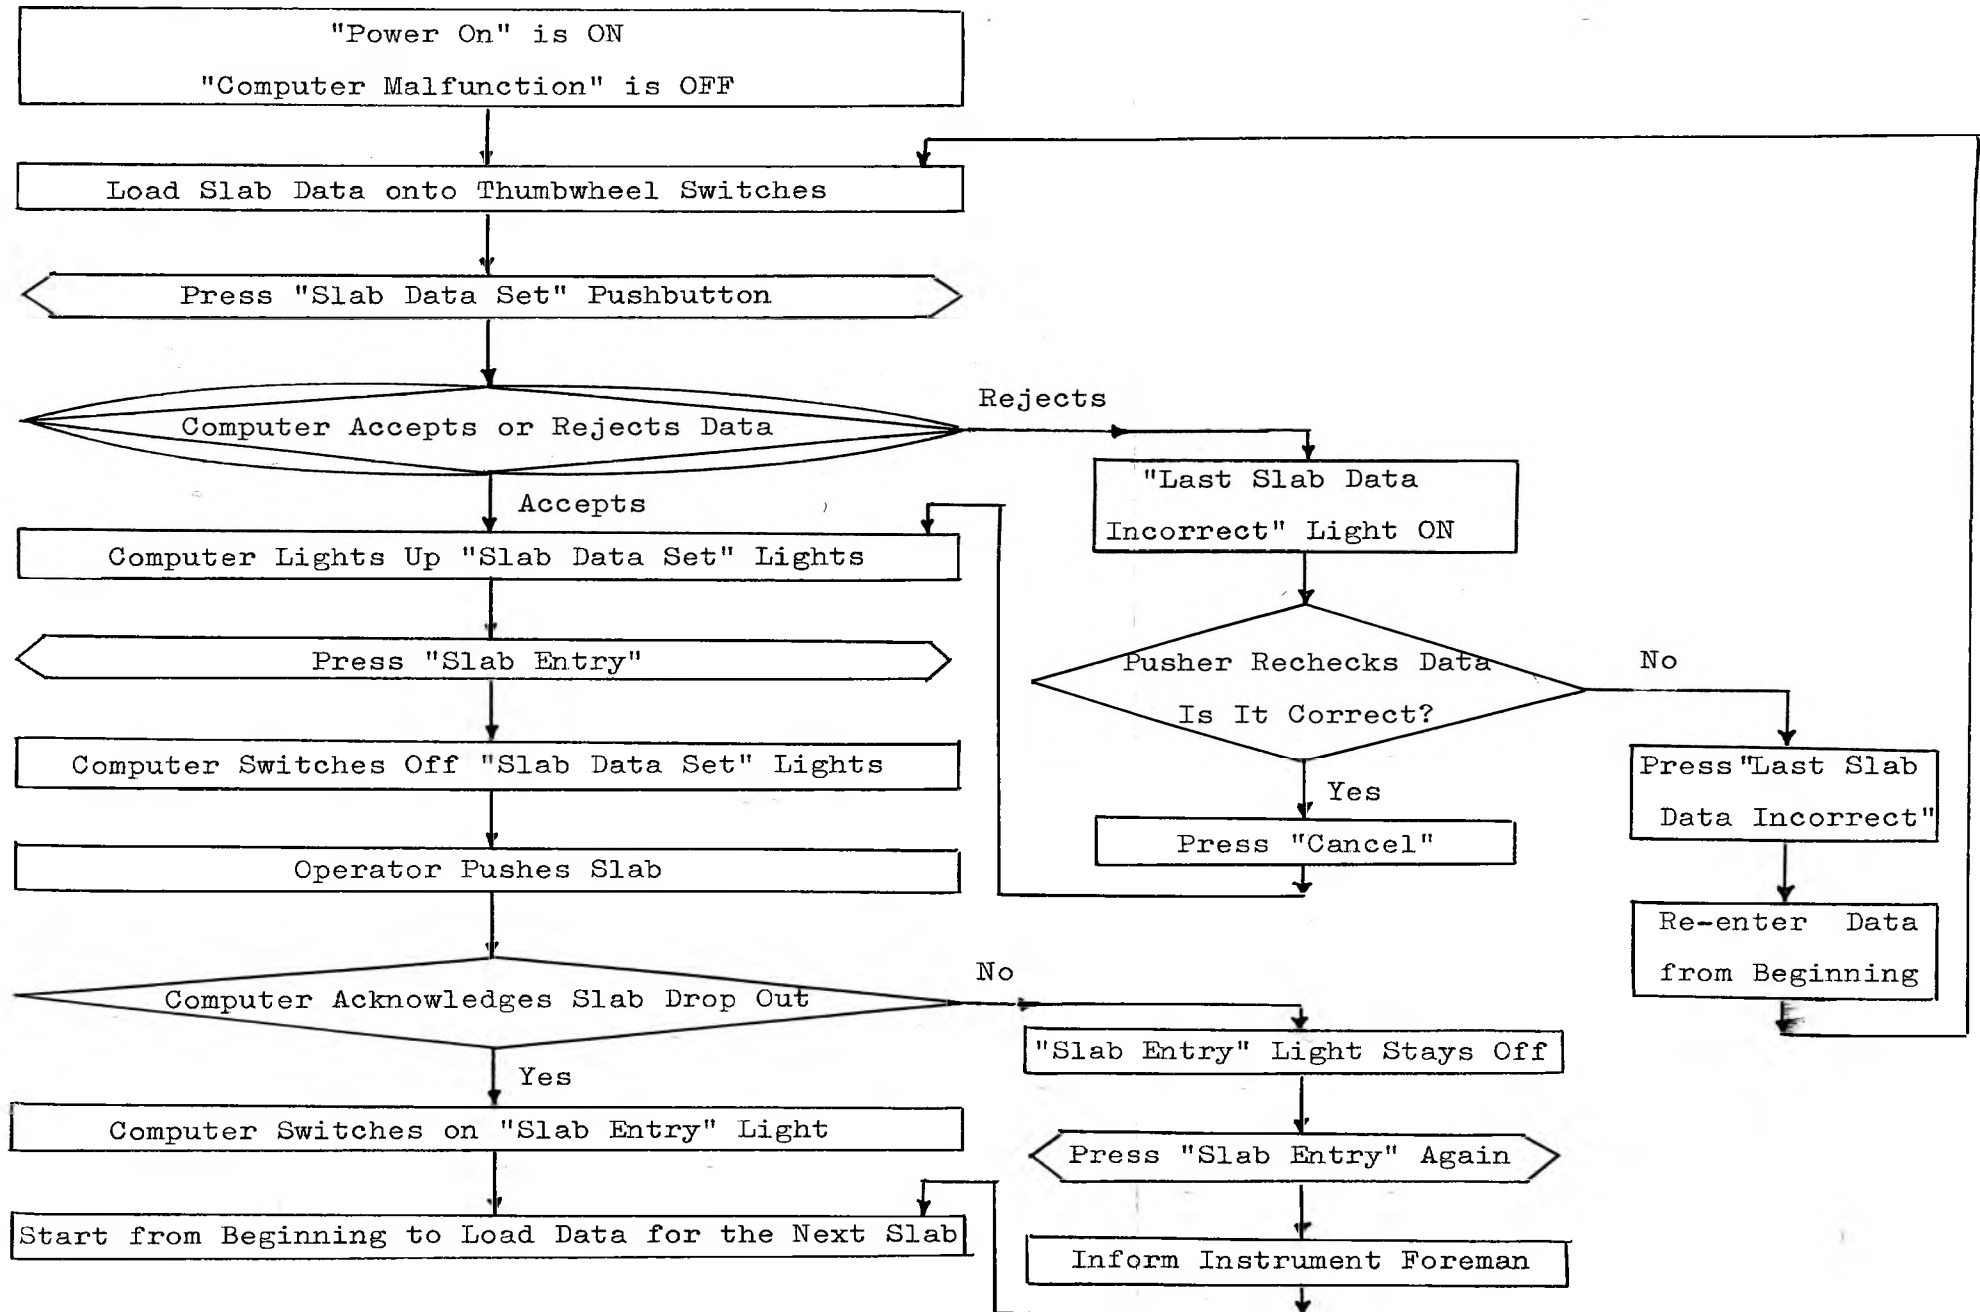 "Power On" is ON
"Computer Malfunction" is OFF
Load Slab Data onto Thumbwheel Switches
Press "Slab Data Set" Pushbutton
Computer Accepts or Rejects Data
Rejects
Accepts
"Last Slab Data
Incorrect" Light ON
Computer Lights Up "Slab Data Set" Lights
Press "Slab Entry"
Pusher Rechecks Data
Is It Correct?
No
Yes
Computer Switches Off "Slab Data Set" Lights
Press "Last Slab
Data Incorrect"
Press "Cancel"
Operator Pushes Slab
Re-enter Data
from Beginning
Computer Acknowledges Slab Drop Out
No
Yes
"Slab Entry" Light Stays Off
Computer Switches on "Slab Entry" Light
Press "Slab Entry" Again
Start from Beginning to Load Data for the Next Slab
Inform Instrument Foreman